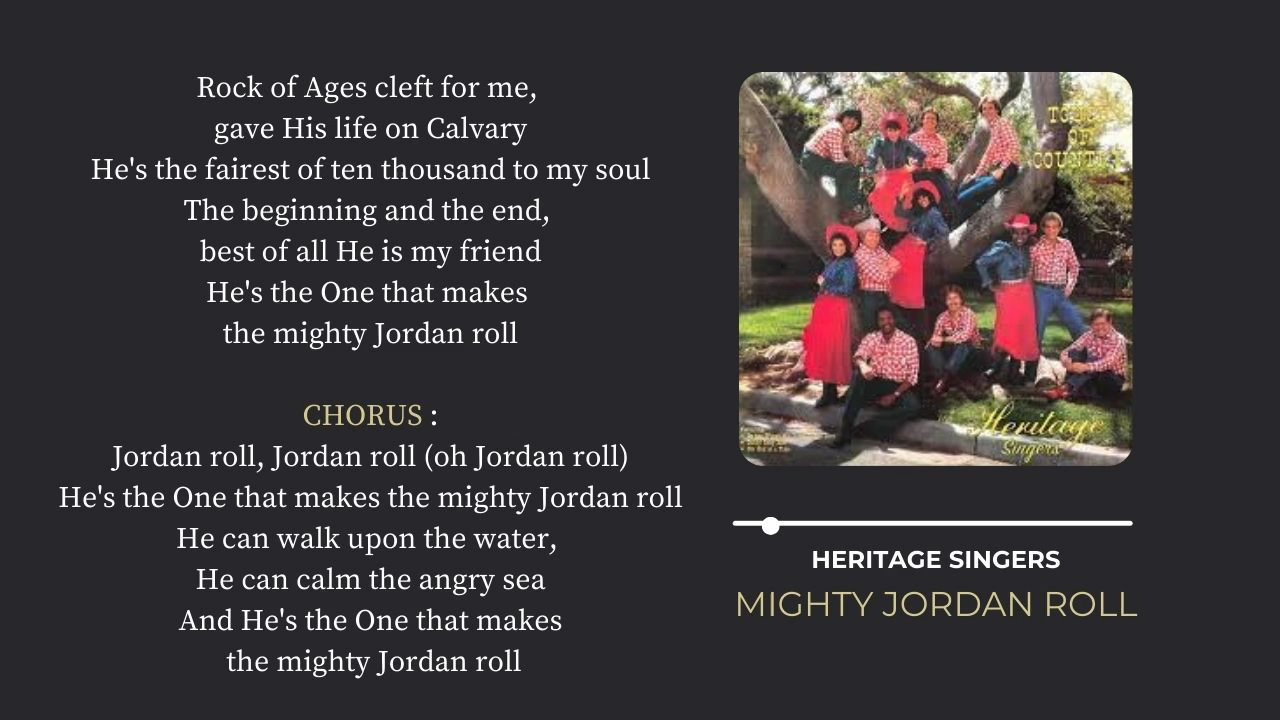 Rock of Ages cleft for me,
gave His life on Calvary
He's the fairest of ten thousand to my soul
The beginning and the end,
best of all He is my friend
He's the One that makes
the mighty Jordan roll
CHORUS :
Jordan roll, Jordan roll (oh Jordan roll)
He's the One that makes the mighty Jordan roll
He can walk upon the water,
He can calm the angry sea
And He's the One that makes
the mighty Jordan roll
TOUCH
OF
COUNTRY
Heritage
Singers
HERITAGE SINGERS
MIGHTY JORDAN ROLL